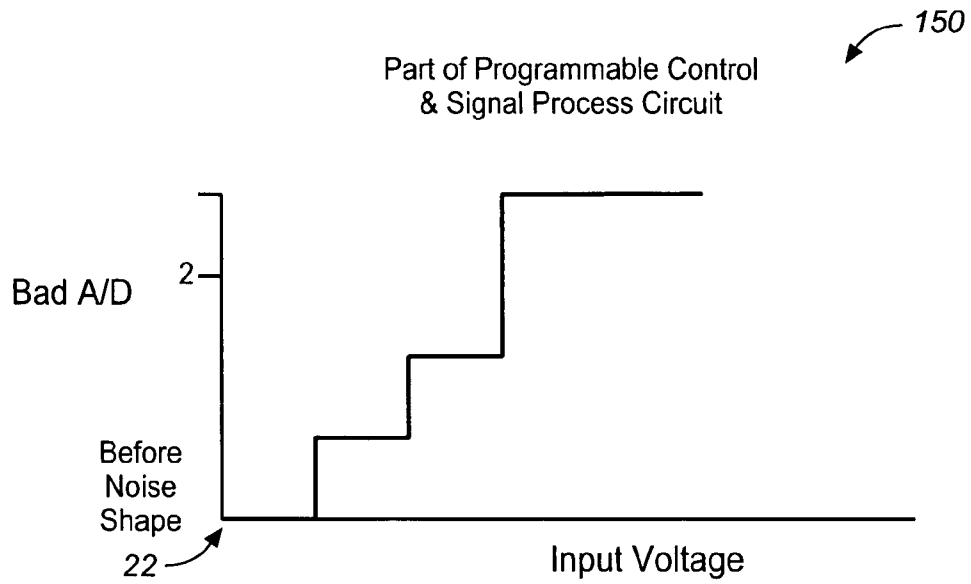 150
Part of Programmable Control
& Signal Process Circuit
2
Bad A/D
Before
Noise
Shape
22
Input Voltage